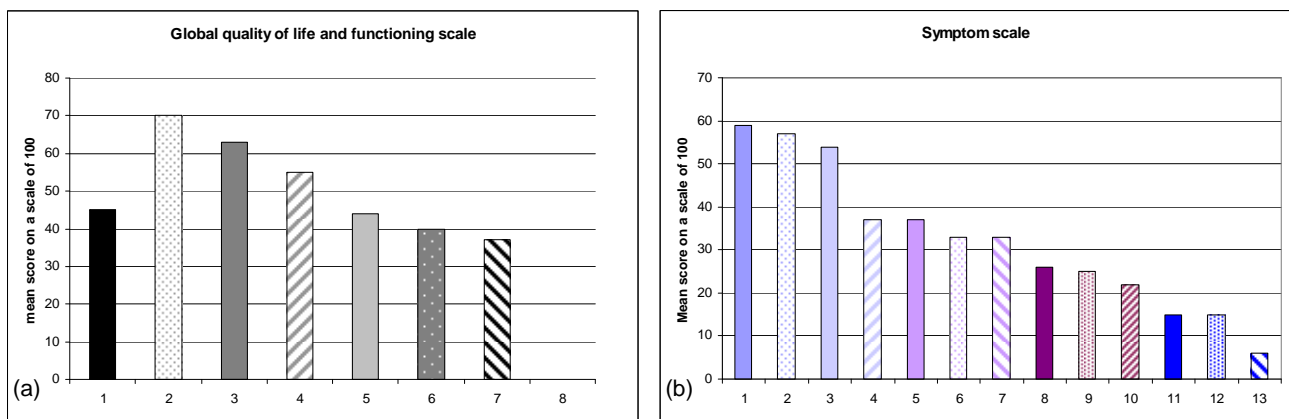 Global quality of life and functioning scale
mean score on a scale of 100
80
70
60
50
40
30
20
10
0
1 2 3 4 5 6 7 8
(a)
Symptom scale
Mean score on a scale of 100
70
60
50
40
30
20
10
0
1 2 3 4 5 6 7 8 9 10 11 12 13
(b)